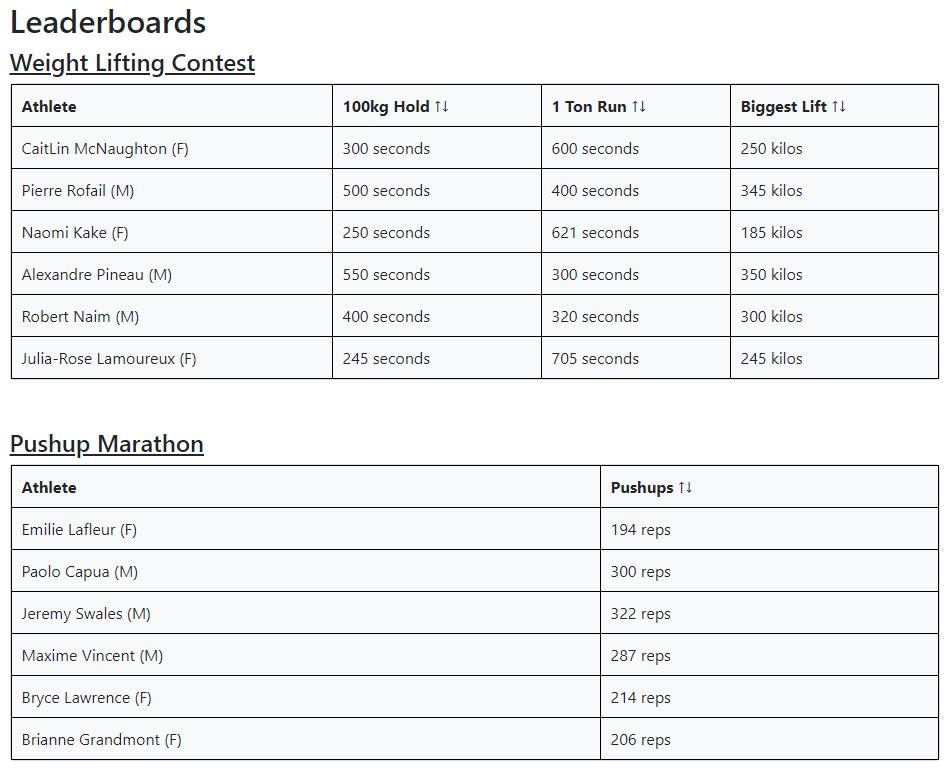 Leaderboards
Weight Lifting Contest
Athlete 100kg Hold ↑↓ 1 Ton Run ↑↓ Biggest Lift ↑↓
CaitLin McNaughton (F) 300 seconds 600 seconds 250 kilos
Pierre Rofail (M) 500 seconds 400 seconds 345 kilos
Naomi Kake (F) 250 seconds 621 seconds 185 kilos
Alexandre Pineau (M) 550 seconds 300 seconds 350 kilos
Robert Naim (M) 400 seconds 320 seconds 300 kilos
Julia-Rose Lamoureux (F) 245 seconds 705 seconds 245 kilos
Pushup Marathon
Athlete Pushups ↑↓
Emilie Lafleur (F) 194 reps
Paolo Capua (M) 300 reps
Jeremy Swales (M) 322 reps
Maxime Vincent (M) 287 reps
Bryce Lawrence (F) 214 reps
Brianne Grandmont (F) 206 reps